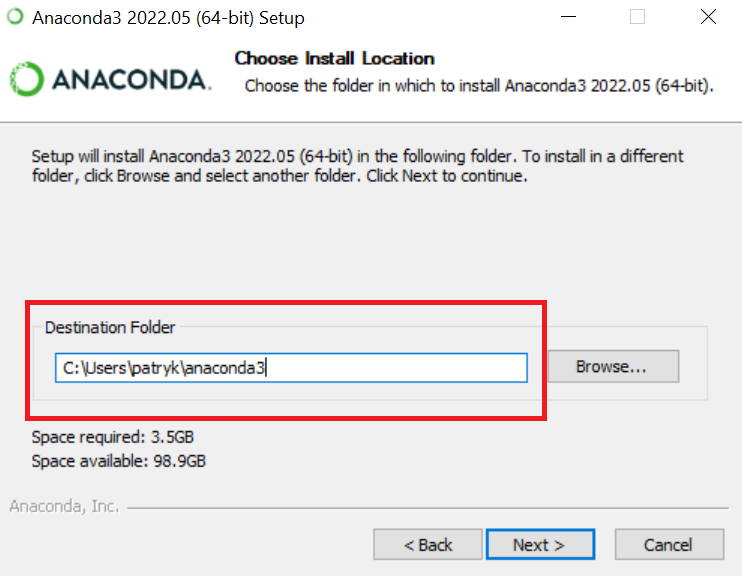 Anaconda3 2022.05 (64-bit) Setup
ANACONDA.
Choose Install Location
Choose the folder in which to install Anaconda3 2022.05 (64-bit).
Setup will install Anaconda3 2022.05 (64-bit) in the following folder. To install in a different
folder, click Browse and select another folder. Click Next to continue.
Destination Folder
C:\Users\patryk\anaconda3
Browse...
Space required: 3.5GB
Space available: 98.9GB
Anaconda, Inc.
< Back
Next >
Cancel